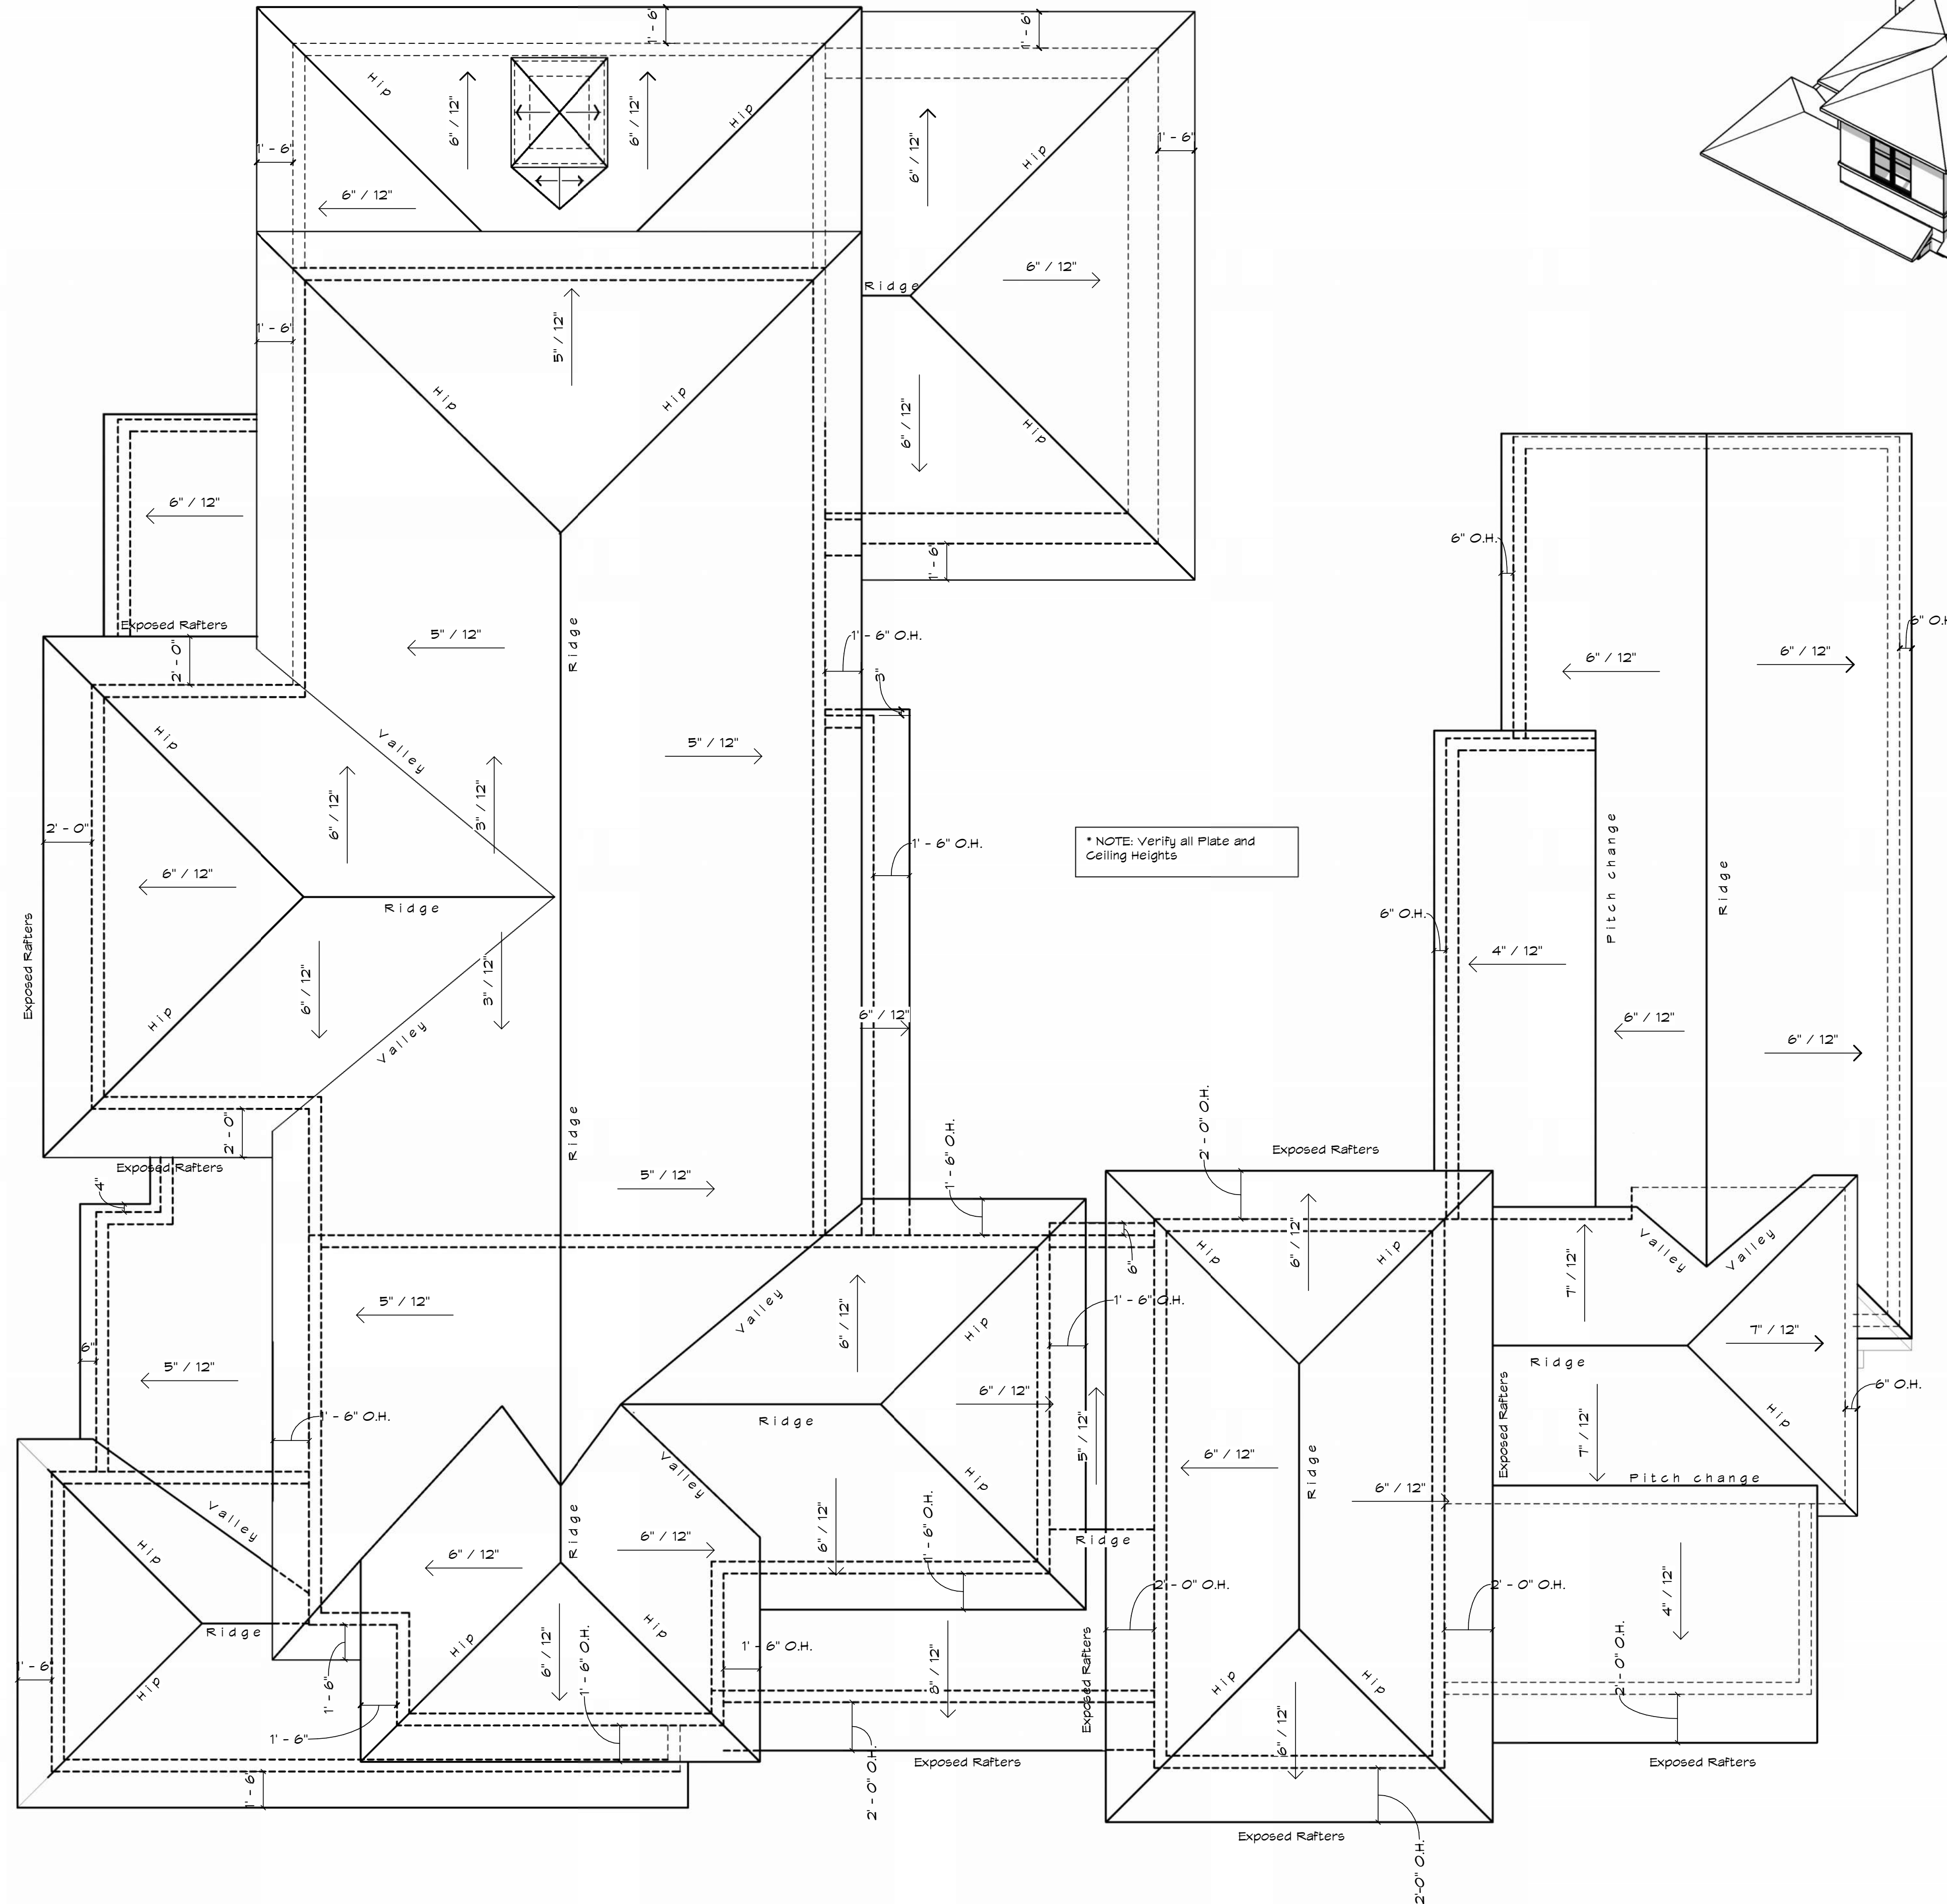 1' - 6"
1' - 6"
Hip
6" / 12"
6" / 12"
Hip
6" / 12"
Hip
1' - 6"
1' - 6"
6" / 12"
6" / 12"
Ridge
1' - 6"
5" / 12"
Hip
Hip
6" / 12"
Hip
6" / 12"
1' - 6"
6" O.H.
Exposed Rafters
2' - 0"
5" / 12"
Ridge
1' - 6" O.H.
6" O.H.
6" / 12"
6" / 12"
3"
Hip
Valley
5" / 12"
6" / 12"
3" / 12"
2' - 0"
* NOTE: Verify all Plate and
Ceiling Heights
1' - 6" O.H.
Pitch change
Ridge
6" / 12"
Ridge
6" O.H.
Exposed Rafters
6" / 12"
3" / 12"
4" / 12"
Hip
Valley
6" / 12"
6" / 12"
6" / 12"
2' - 0"
Ridge
1' - 6" O.H.
2' - 0" O.H.
Exposed Rafters
Exposed Rafters
4"
5" / 12"
6"
Hip
6" / 12"
Hip
7" / 12"
Valley
Valley
5" / 12"
Valley
6" / 12"
Hip
1' - 6" O.H.
6"
5" / 12"
7" / 12"
Ridge
6" / 12"
6" O.H.
1' - 6" O.H.
Ridge
5" / 12"
Exposed Rafters
7" / 12"
Hip
Valley
Hip
6" / 12"
Ridge
6" / 12"
Pitch change
Valley
Hip
Ridge
6" / 12"
6" / 12"
6" / 12"
1' - 6" O.H.
Ridge
2' - 0" O.H.
2' - 0" O.H.
4" / 12"
Ridge
Hip
Hip
6" / 12"
1' - 6" O.H.
1' - 6" O.H.
8" / 12"
Exposed Rafters
Hip
Hip
2' - 0" O.H.
1' - 6"
Hip
1' - 6"
1' - 6"
6" / 12"
Exposed Rafters
Exposed Rafters
1' - 6"
2' - 0" O.H.
Exposed Rafters
2'-0" O.H.